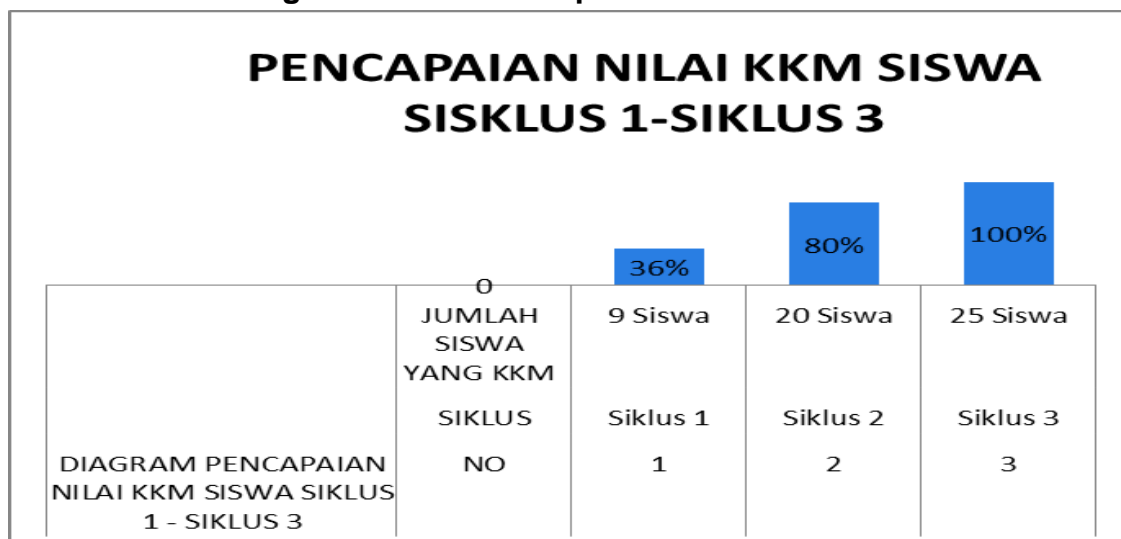 PENCAPAIAN NILAI KKM SISWA
SISKLUS 1-SIKLUS 3
36%
80%
100%
0
JUMLAH
SISWA
YANG KKM
9 Siswa
20 Siswa
25 Siswa
SIKLUS
Siklus 1
Siklus 2
Siklus 3
DIAGRAM PENCAPAIAN
NILAI KKM SISWA SIKLUS
1 - SIKLUS 3
NO
1
2
3